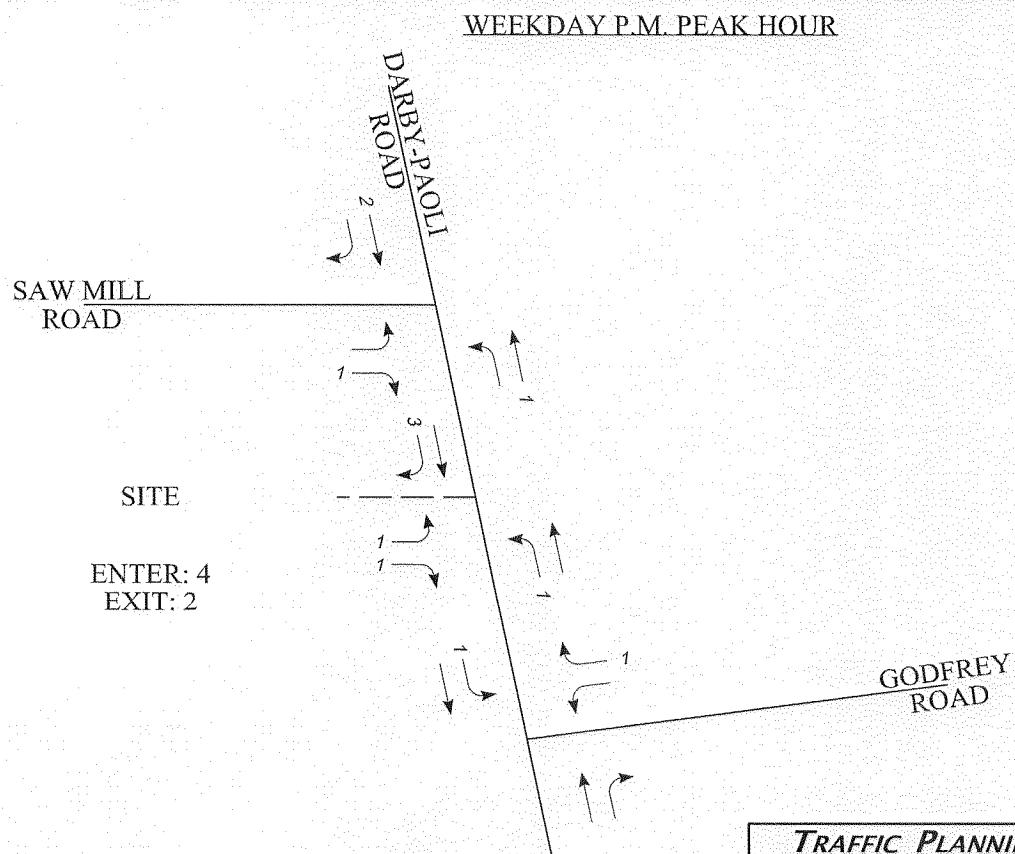 WEEKDAY P.M. PEAK HOUR
DARBY-PAOLI
ROAD
2
SAW MILL
ROAD
1
1
3
SITE
1
1
1
ENTER: 4
EXIT: 2
1
1
GODFREY
ROAD
TRAFFIC PLANNIN